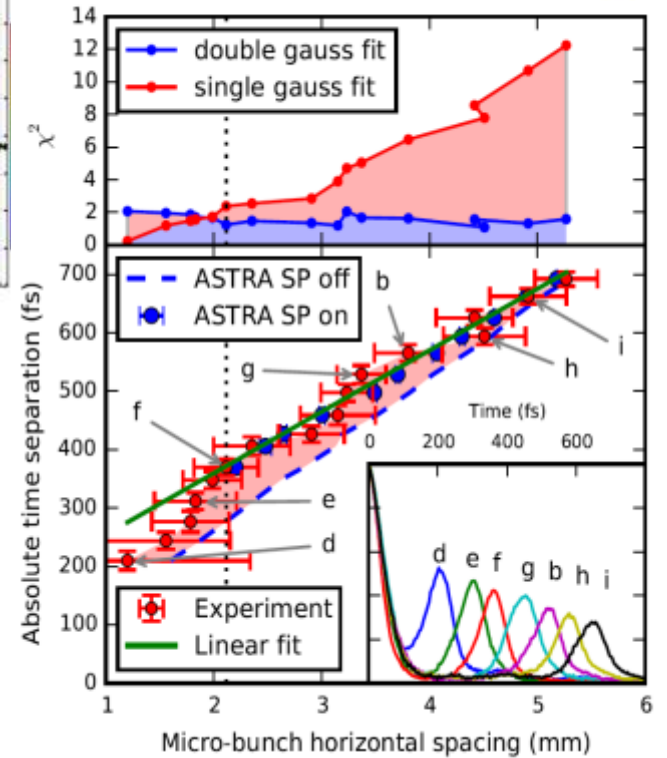 14
12
10
8
6
4
2
0
χ²
double gauss fit
single gauss fit
700
600
500
400
300
200
100
0
Absolute time separation (fs)
ASTRA SP off
ASTRA SP on
b
g
f
e
d
h
i
Time (fs)
0 200 400 600
d e f g b h i
Experiment
Linear fit
1 2 3 4 5 6
Micro-bunch horizontal spacing (mm)